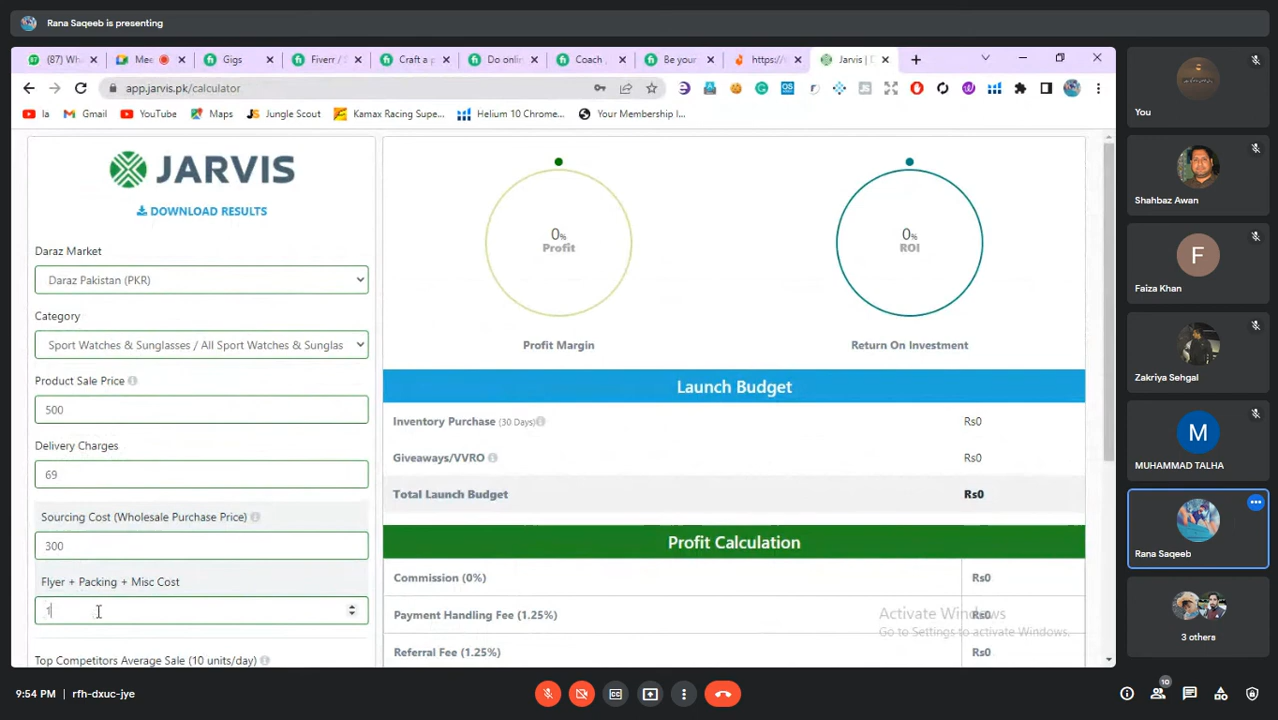 Rana Saqeeb is presenting
(87) Wh
Mee
Gigs
Fiverr / S
Craft a p
Do onlin
Coach
Be your
https://
Jarvis | D
app.jarvis.pk/calculator
la
Gmail
YouTube
Maps
Jungle Scout
Kamax Racing Supe...
Helium 10 Chrome...
Your Membership I...
JARVIS
DOWNLOAD RESULTS
Daraz Market
Daraz Pakistan (PKR)
Category
Sport Watches & Sunglasses / All Sport Watches & Sunglas
Product Sale Price
500
Delivery Charges
69
Sourcing Cost (Wholesale Purchase Price)
300
Flyer + Packing + Misc Cost
1
Top Competitors Average Sale (10 units/day)
0%
Profit
Profit Margin
0%
ROI
Return On Investment
Launch Budget
Inventory Purchase (30 Days) Rs0
Giveaways/VVRO Rs0
Total Launch Budget Rs0
Profit Calculation
Commission (0%) Rs0
Payment Handling Fee (1.25%) Rs0
Referral Fee (1.25%) Rs0
Activate Windows
Go to Settings to activate Windows.
You
Shahbaz Awan
F
Faiza Khan
Zakriya Sehgal
M
MUHAMMAD TALHA
Rana Saqeeb
3 others
9:54 PM | rfh-dxuc-jye
10